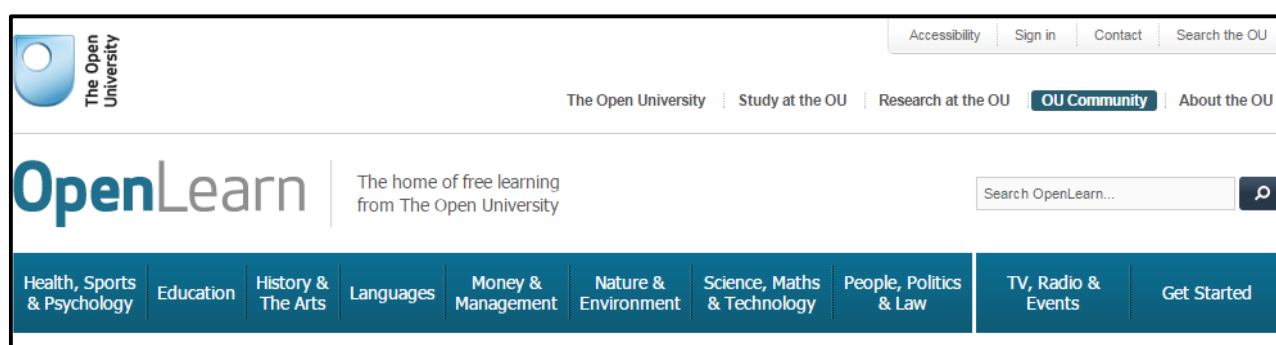 The Open
University
Accessibility Sign in Contact Search the OU
The Open University Study at the OU Research at the OU OU Community About the OU
OpenLearn
The home of free learning
from The Open University
Search OpenLearn...
Health, Sports
& Psychology
Education
History &
The Arts
Languages
Money &
Management
Nature &
Environment
Science, Maths
& Technology
People, Politics
& Law
TV, Radio &
Events
Get Started